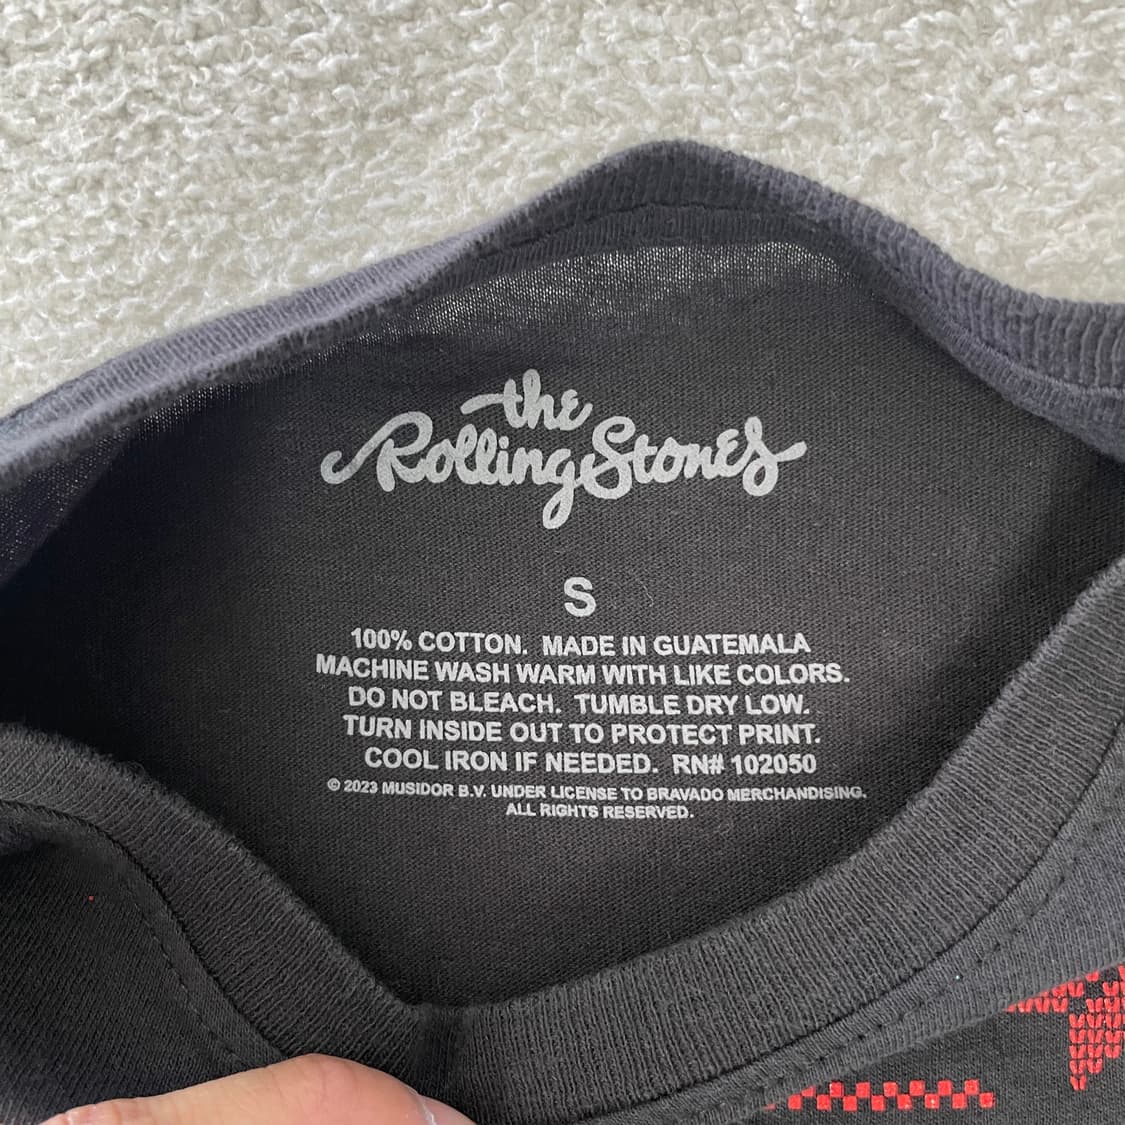 the
Rolling Stones
S
100% COTTON. MADE IN GUATEMALA
MACHINE WASH WARM WITH LIKE COLORS.
DO NOT BLEACH. TUMBLE DRY LOW.
TURN INSIDE OUT TO PROTECT PRINT.
COOL IRON IF NEEDED. RN# 102050
© 2023 MUSIDOR B.V. UNDER LICENSE TO BRAVADO MERCHANDISING.
ALL RIGHTS RESERVED.